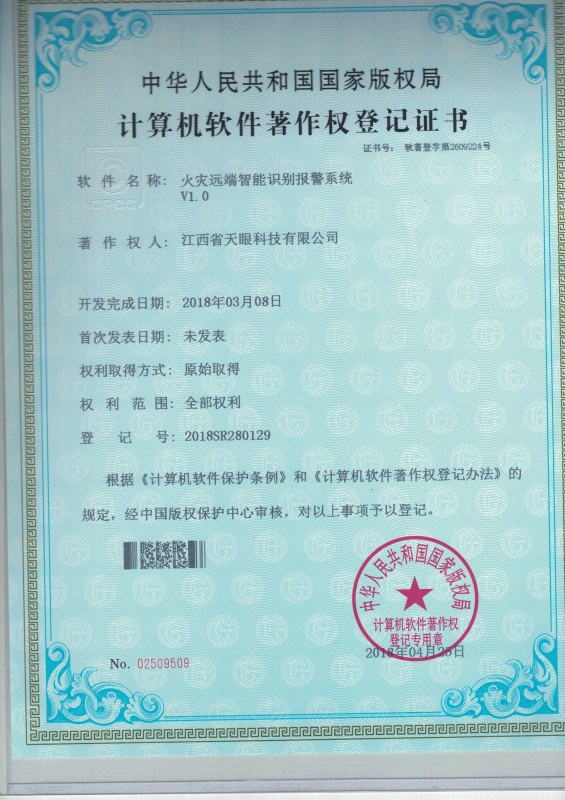 中华人民共和国国家版权局
计算机软件著作权登记证书
证书号： 软著登字第2609224号
软件名称： 火灾远端智能识别报警系统
V1.0
著作权人： 江西省天眼科技有限公司
开发完成日期： 2018年03月08日
首次发表日期： 未发表
权利取得方式： 原始取得
权利范围： 全部权利
登记号： 2018SR280129
根据《计算机软件保护条例》和《计算机软件著作权登记办法》的
规定，经中国版权保护中心审核，对以上事项予以登记。
中华人民共和国国家版权局
计算机软件著作权
登记专用章
No. 02509509
CPCC